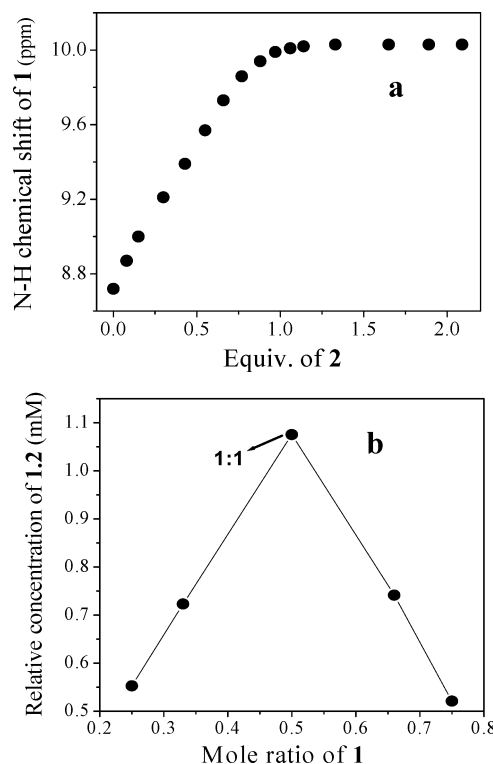 N-H chemical shift of 1 (ppm)
10.0
9.6
9.2
8.8
a
0.0 0.5 1.0 1.5 2.0
Equiv. of 2
Relative concentration of 1.2 (mM)
1.1
1.0
0.9
0.8
0.7
0.6
0.5
1:1
b
0.2 0.3 0.4 0.5 0.6 0.7 0.8
Mole ratio of 1